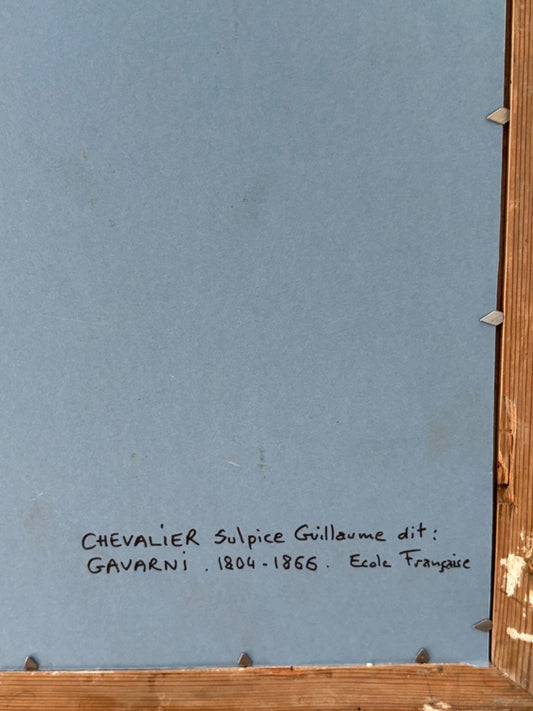 CHEVALiER Sulpice Guillaume dit :
GAVARNi . 1804 - 1866 . Ecole Française